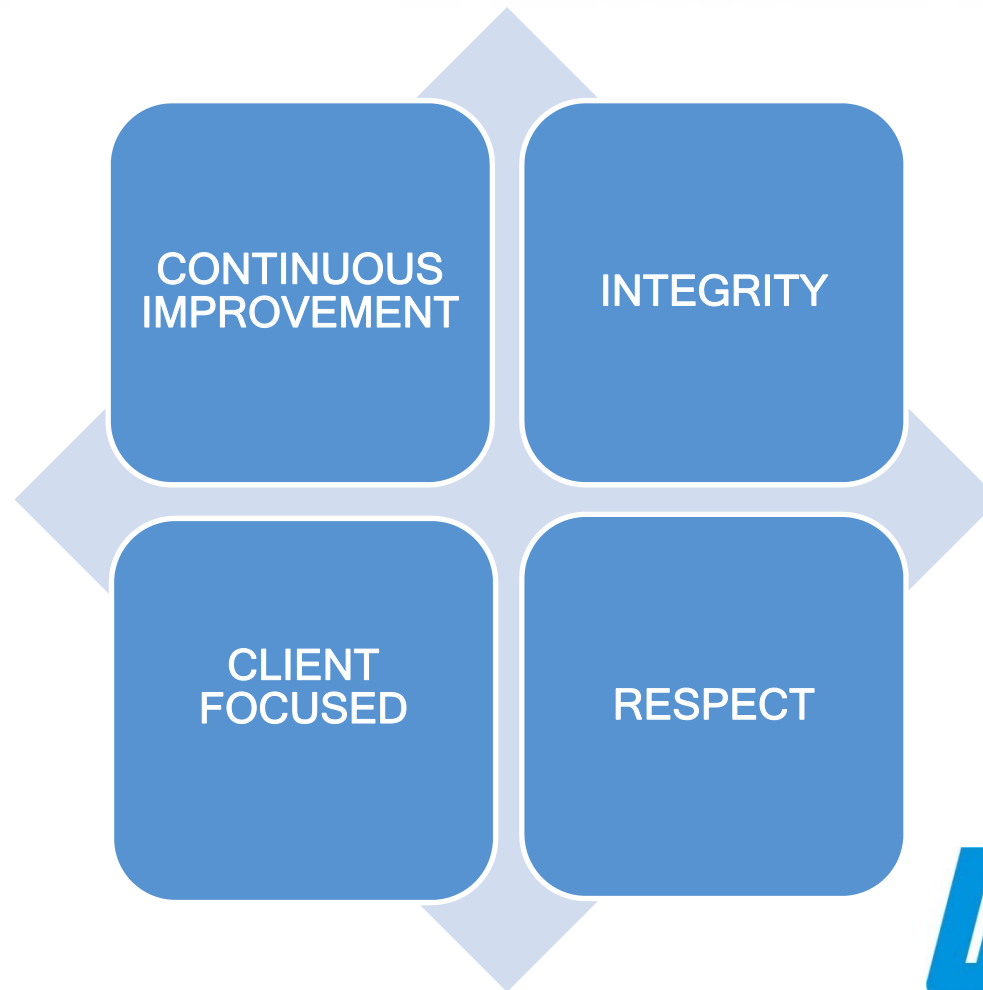 CONTINUOUS
IMPROVEMENT
INTEGRITY
CLIENT
FOCUSED
RESPECT